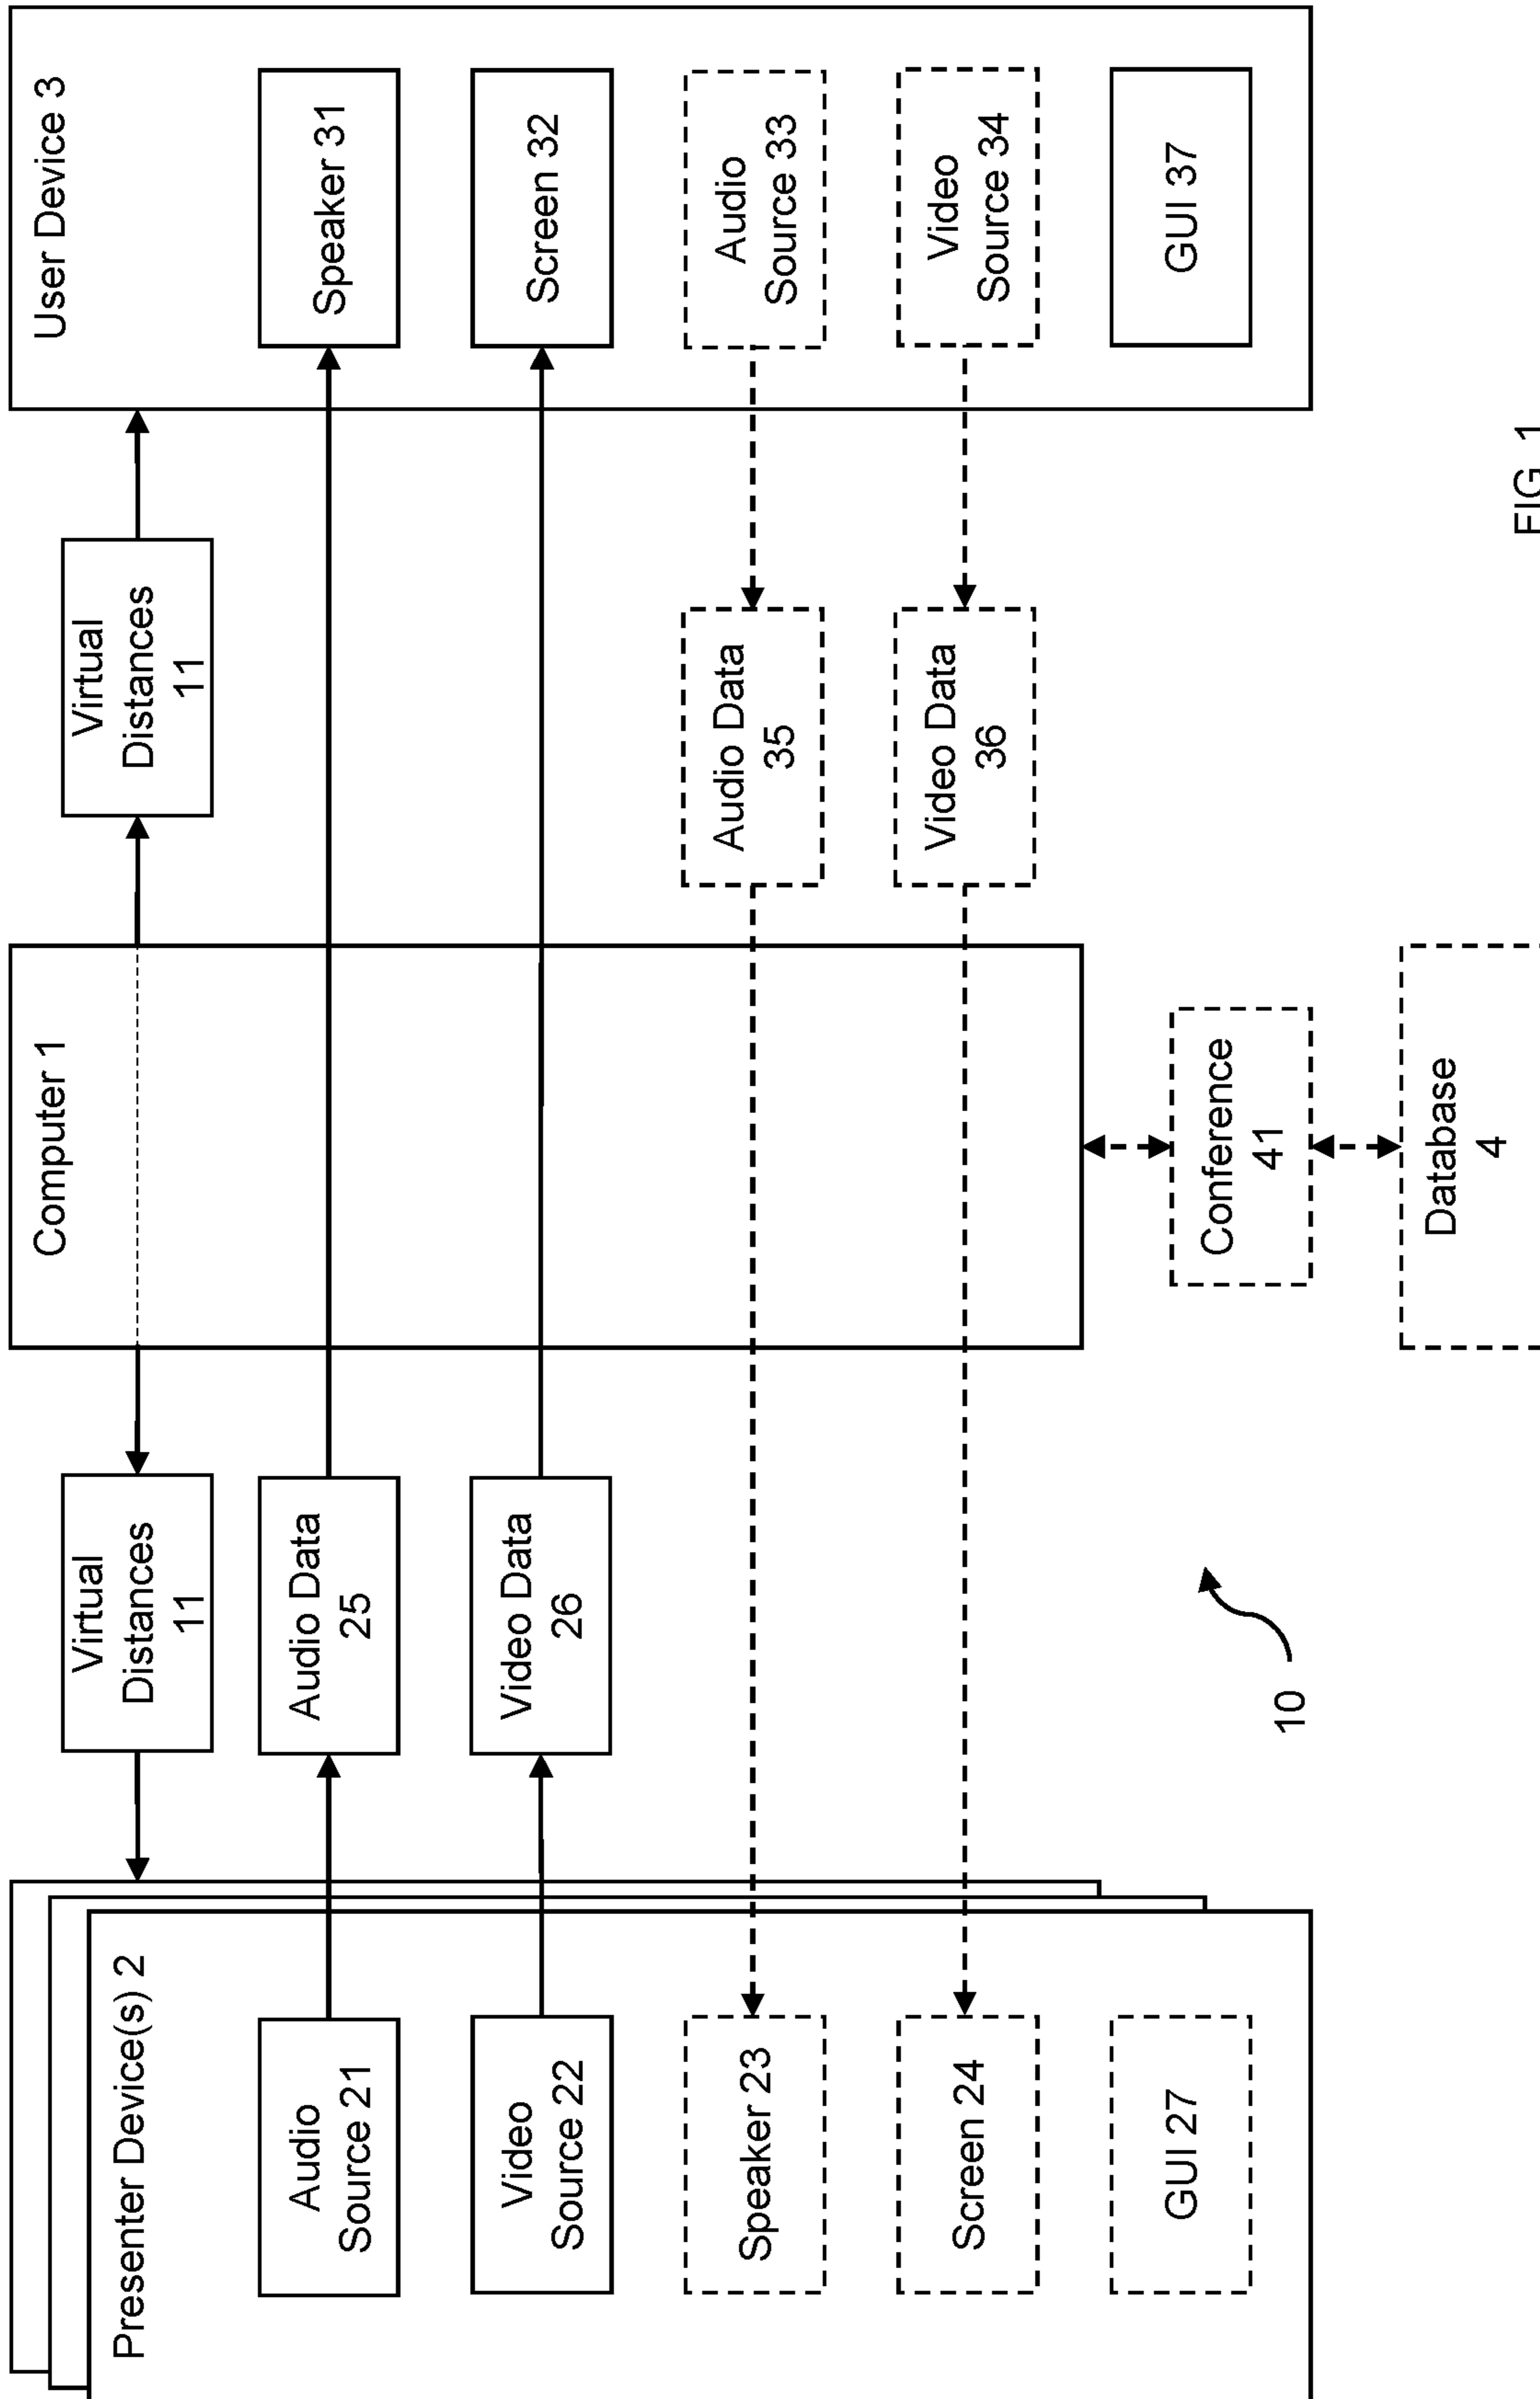 Presenter Device(s) 2
Audio
Source 21
Video
Source 22
Speaker 23
Screen 24
GUI 27
Virtual
Distances
11
Audio Data
25
Video Data
26
10
Computer 1
Conference
41
Database
4
Virtual
Distances
11
Audio Data
35
Video Data
36
User Device 3
Speaker 31
Screen 32
Audio
Source 33
Video
Source 34
GUI 37
FIG. 1